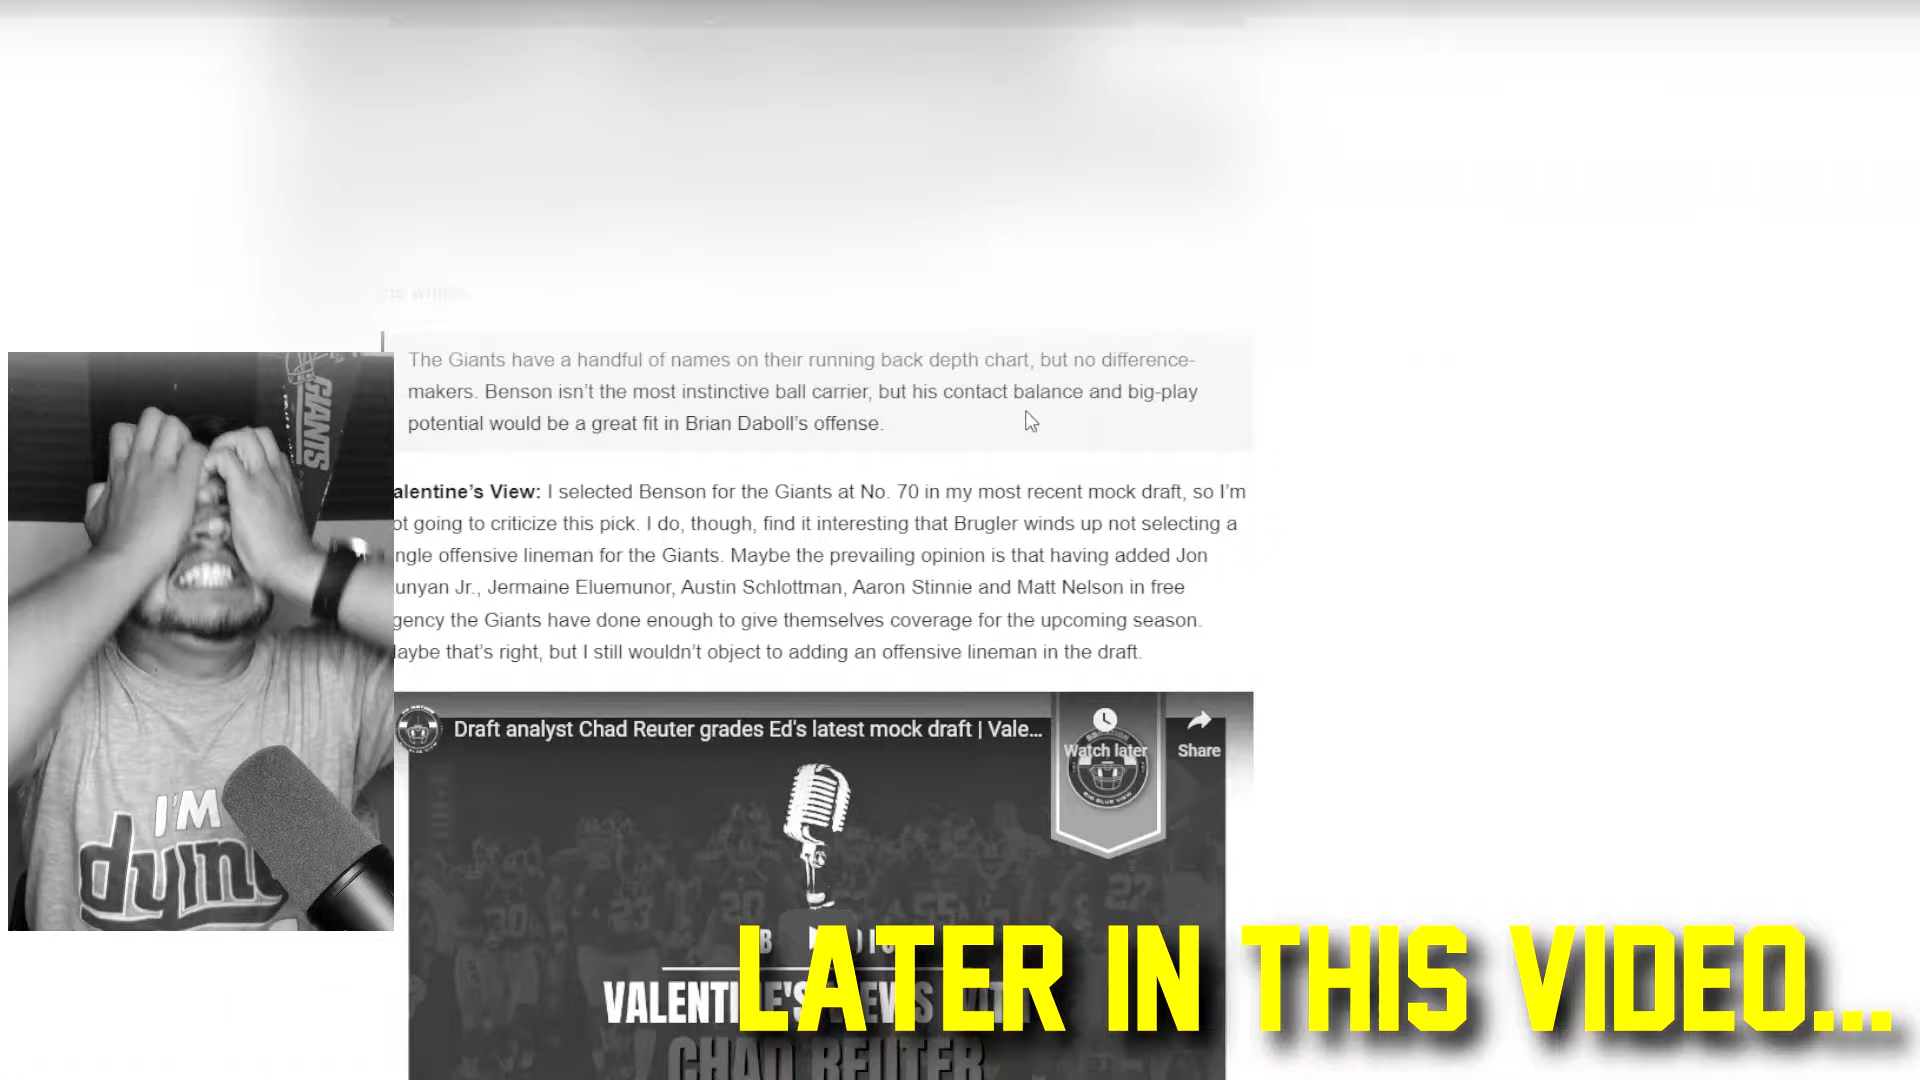 GIANTS
The Giants have a handful of names on their running back depth chart, but no difference-
makers. Benson isn't the most instinctive ball carrier, but his contact balance and big-play
potential would be a great fit in Brian Daboll's offense.
alentine's View: I selected Benson for the Giants at No. 70 in my most recent mock draft, so I'm
ot going to criticize this pick. I do, though, find it interesting that Brugler winds up not selecting a
ngle offensive lineman for the Giants. Maybe the prevailing opinion is that having added Jon
unyan Jr., Jermaine Eluemunor, Austin Schlottman, Aaron Stinnie and Matt Nelson in free
gency the Giants have done enough to give themselves coverage for the upcoming season.
aybe that's right, but I still wouldn't object to adding an offensive lineman in the draft.
Draft analyst Chad Reuter grades Ed's latest mock draft | Vale...
Watch later
Share
BIG BLUE VIEW
I'M
LATER IN THIS VIDEO...
CHAD REUTER